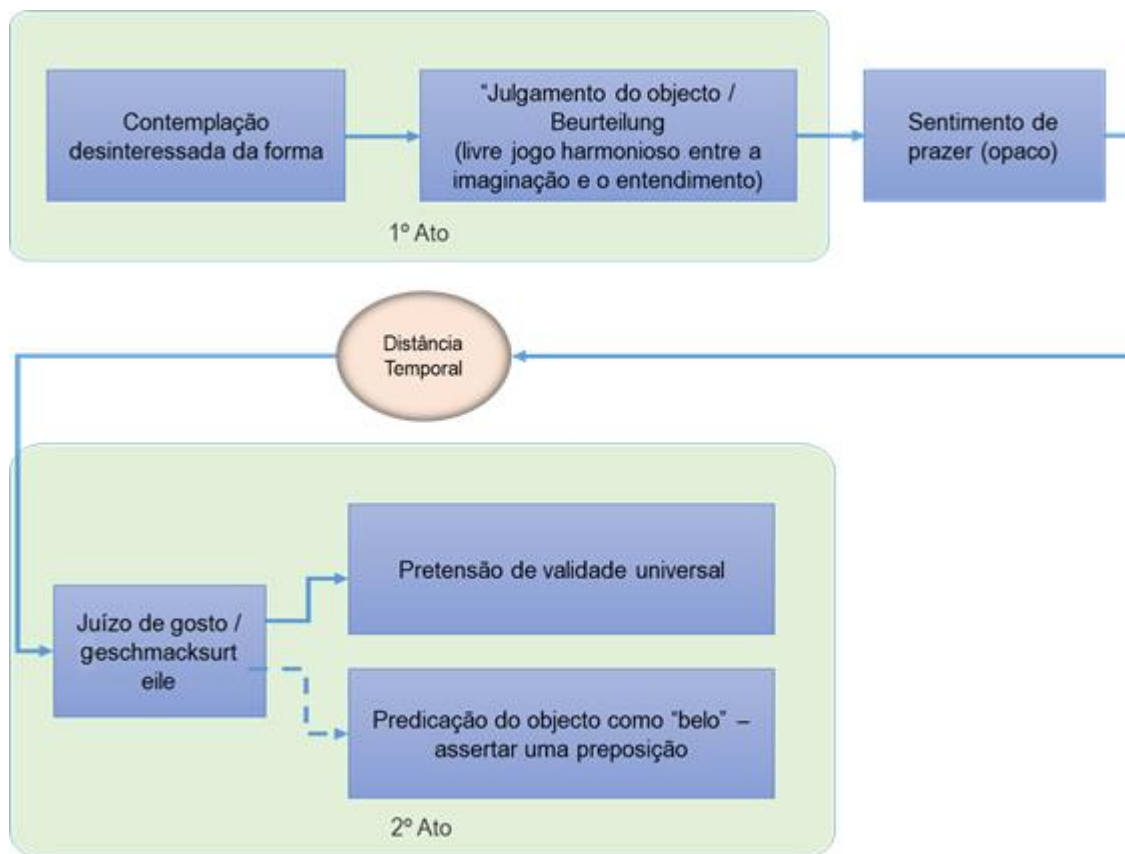 Contemplação
desinteressada da forma
“Julgamento do objecto /
Beurteilung
(livre jogo harmonioso entre a
imaginação e o entendimento)
Sentimento de
prazer (opaco)
1º Ato
Distância
Temporal
Juízo de gosto /
geschmacksurt
eile
Pretensão de validade universal
Predicação do objecto como “belo” –
assertar uma preposição
2º Ato